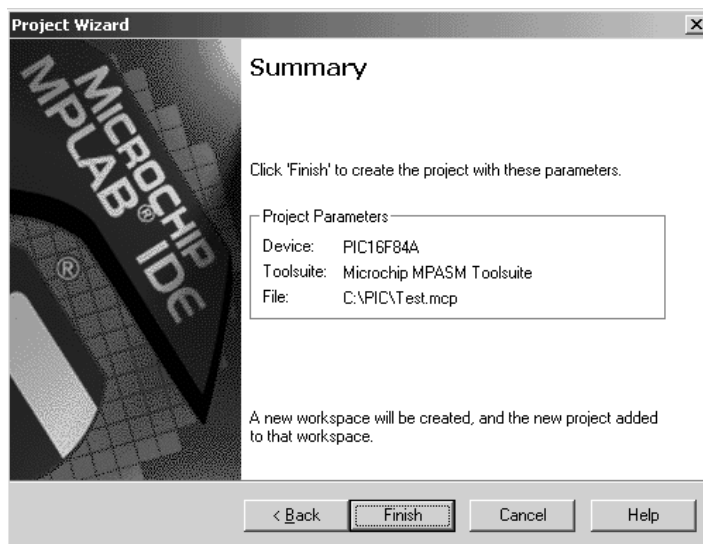 Project Wizard
MICROCHIP
MPLAB® IDE
®
Summary
Click 'Finish' to create the project with these parameters.
Project Parameters
Device: PIC16F84A
Toolsuite: Microchip MPASM Toolsuite
File: C:\PIC\Test.mcp
A new workspace will be created, and the new project added
to that workspace.
< Back
Finish
Cancel
Help